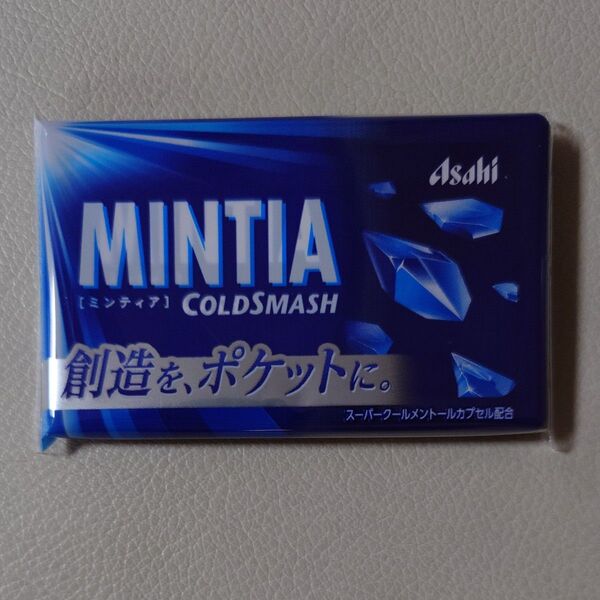 Asahi
MINTIA
[ミンティア] COLDSMASH
創造を、ポケットに。
スーパークールメントールカプセル配合